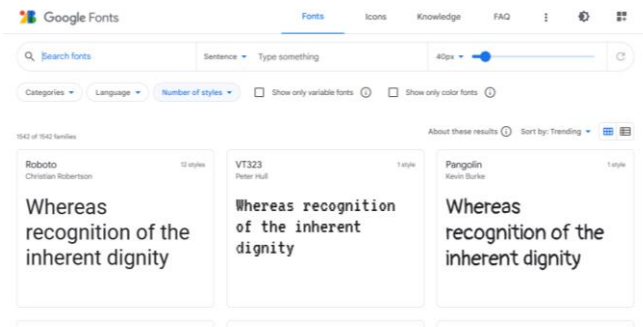 Google Fonts
Fonts
Icons
Knowledge
FAQ
Search fonts
Sentence
Type something
40px
Categories
Language
Number of styles
Show only variable fonts
Show only color fonts
1542 of 1542 families
About these results
Sort by: Trending
Roboto
12 styles
Christian Robertson
Whereas
recognition of the
inherent dignity
VT323
1 style
Peter Hull
Whereas recognition
of the inherent
dignity
Pangolin
1 style
Kevin Burke
Whereas
recognition of the
inherent dignity